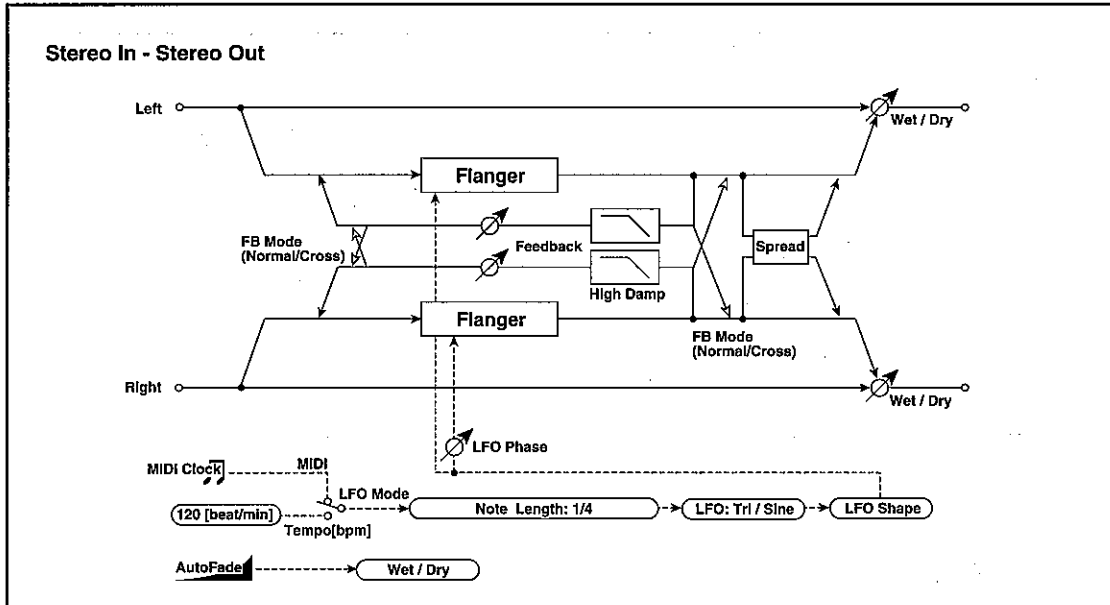 Stereo In - Stereo Out
Left
Wet / Dry
Flanger
FB Mode
(Normal/Cross)
Feedback
Spread
High Damp
Flanger
FB Mode
(Normal/Cross)
Right
Wet / Dry
LFO Phase
MIDI Clock
MIDI
LFO Mode
120 [beat/min]
Note Length: 1/4
LFO: Tri / Sine
LFO Shape
Tempo[bpm]
AutoFade
Wet / Dry